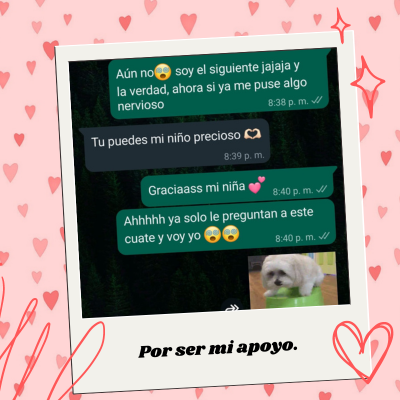 Aún no😨 soy el siguiente jajaja y
la verdad, ahora si ya me puse algo
nervioso
8:38 p. m.
Tu puedes mi niño precioso 🫶🏻
8:39 p. m.
Graciaass mi niña 💕
8:40 p. m.
Ahhhhh ya solo le preguntan a este
cuate y voy yo 😨😨
8:40 p. m.
Por ser mi apoyo.